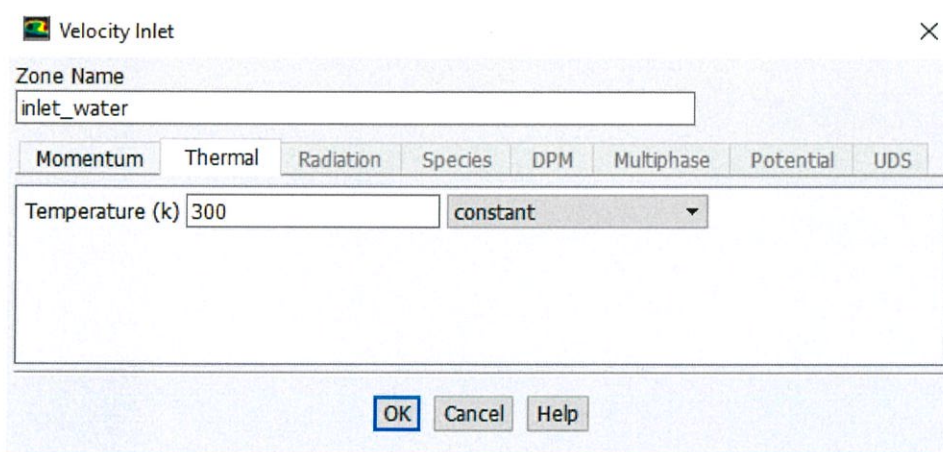 Velocity Inlet
Zone Name
inlet_water
Momentum Thermal Radiation Species DPM Multiphase Potential UDS
Temperature (k) 300 constant
OK Cancel Help